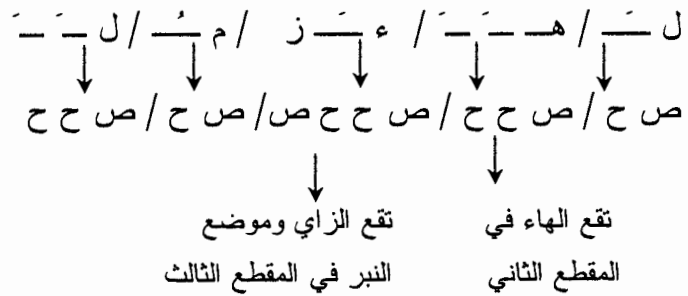 ل ـَـ / هـ ـَ ـَ / ء ـَـ ز / م ـُـ / ل ـَ ـَ
ص ح / ص ح ح / ص ح ح ص/ ص ح / ص ح ح
تقع الهاء في
المقطع الثاني
تقع الزاي وموضع
النبر في المقطع الثالث